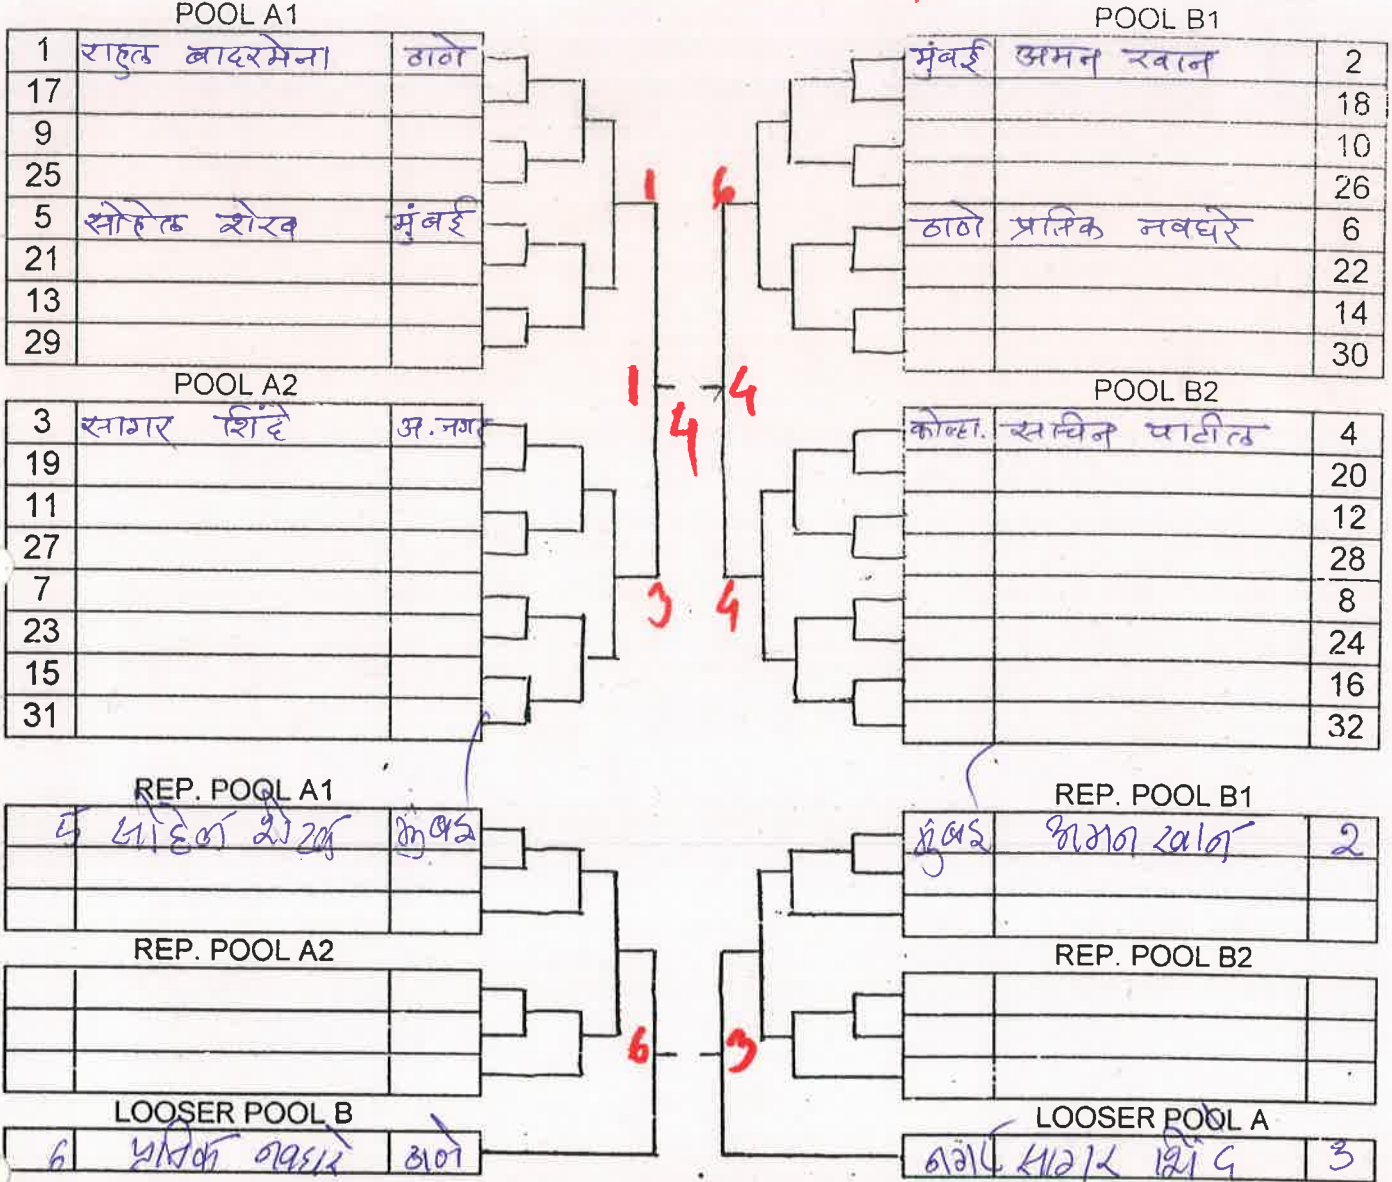 POOL A1
1 राहुल बादरमेना ठाणे
17
9
25
5 सोहेल शेख मुंबई
21
13
29
POOL A2
3 सागर शिंदे अ.नगर
19
11
27
7
23
15
31
POOL B1
मुंबई अमन खान 2
18
10
26
ठाणे प्रतिक नवघरे 6
22
14
30
POOL B2
कोल्हा. सचिन पाटील 4
20
12
28
8
24
16
32
1 6
1 4
4
3 4
REP. POOL A1
५ सोहेल शेख मुंबई
REP. POOL A2
LOOSER POOL B
6 प्रतिक नवघरे ठाणे
REP. POOL B1
मुंबई अमन खान 2
REP. POOL B2
LOOSER POOL A
नगर सागर शिंदे 3
6 3